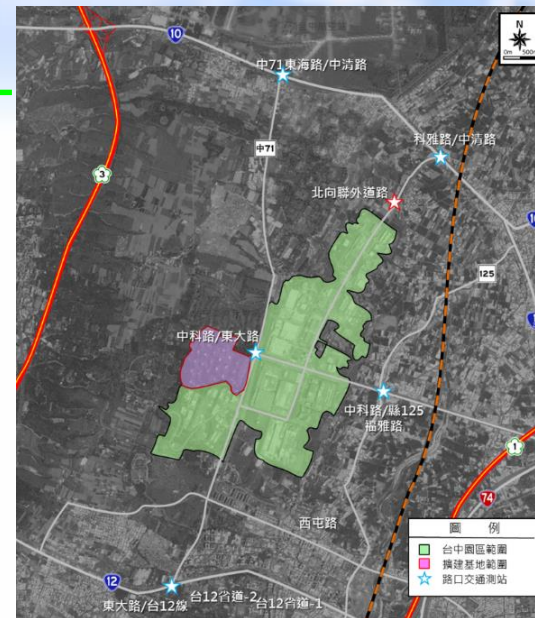 N
0m 500m
10
中71東海路/中清路
科雅路/中清路
中71
3
北向聯外道路
10
125
中科路/東大路
中科路/縣125
福雅路
1
74
西屯路
圖 例
台中園區範圍
擴建基地範圍
路口交通測站
12
台12省道-2
台12省道-1
東大路/台12線